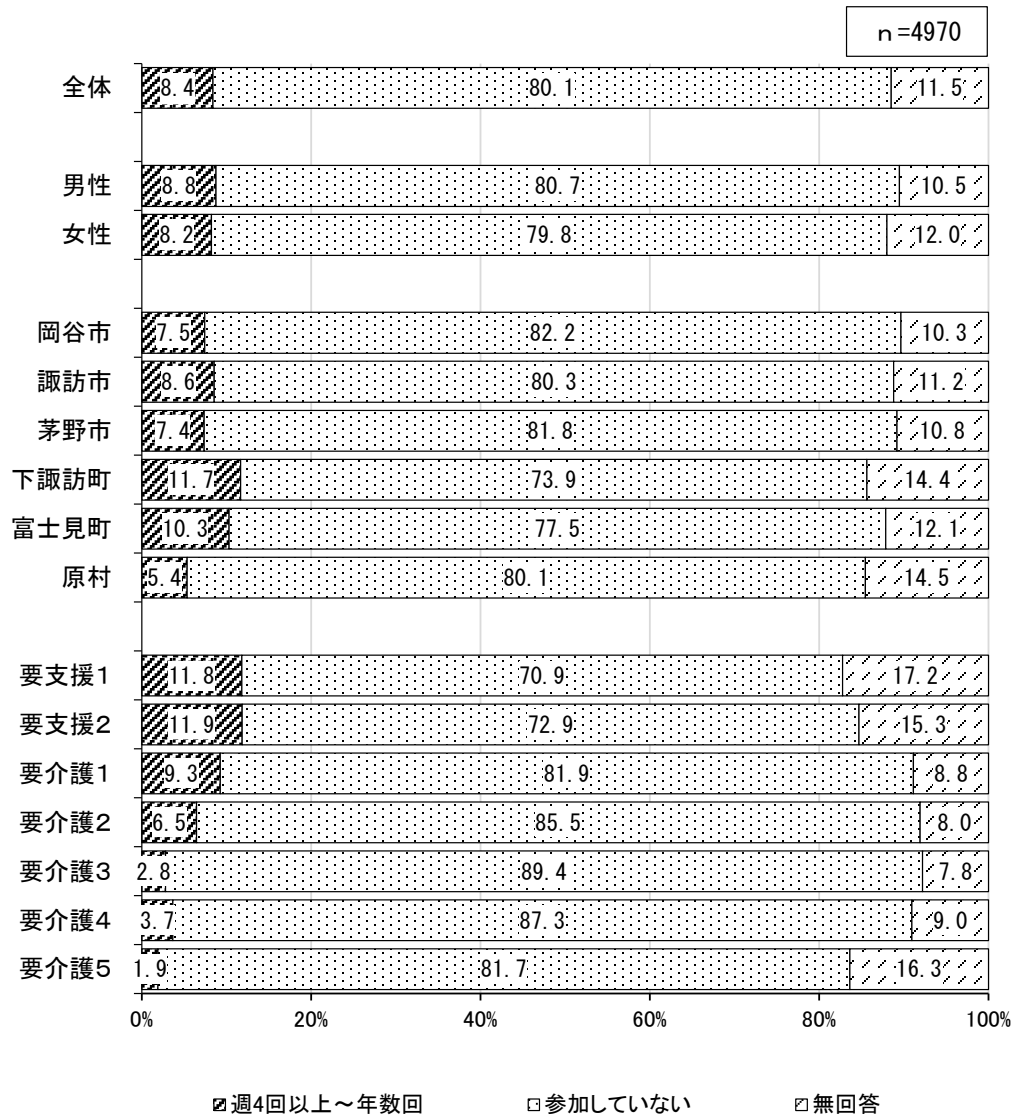 n=4970
全体 8.4 80.1 11.5
男性 8.8 80.7 10.5
女性 8.2 79.8 12.0
岡谷市 7.5 82.2 10.3
諏訪市 8.6 80.3 11.2
茅野市 7.4 81.8 10.8
下諏訪町 11.7 73.9 14.4
富士見町 10.3 77.5 12.1
原村 5.4 80.1 14.5
要支援1 11.8 70.9 17.2
要支援2 11.9 72.9 15.3
要介護1 9.3 81.9 8.8
要介護2 6.5 85.5 8.0
要介護3 2.8 89.4 7.8
要介護4 3.7 87.3 9.0
要介護5 1.9 81.7 16.3
0% 20% 40% 60% 80% 100%
週4回以上～年数回 参加していない 無回答